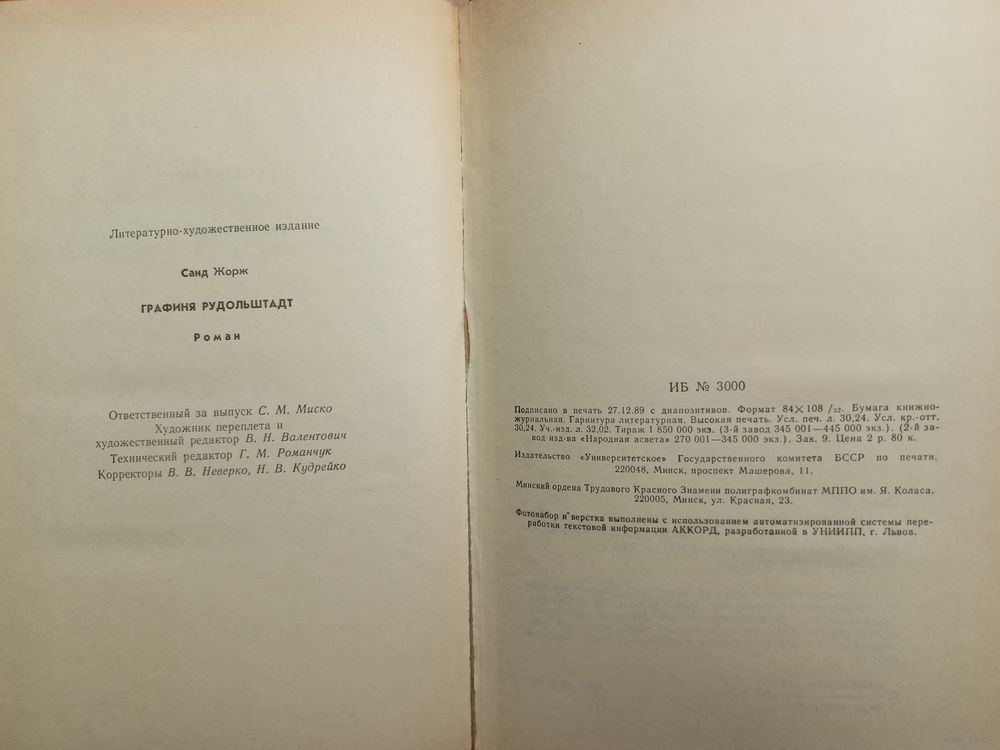 Литературно-художественное издание
Санд Жорж
ГРАФИНЯ РУДОЛЬШТАДТ
Роман
Ответственный за выпуск С. М. Миско
Художник переплета и
художественный редактор В. Н. Валентович
Технический редактор Г. М. Романчук
Корректоры В. В. Неверко, Н. В. Кудрейко
ИБ № 3000
Подписано в печать 27.12.89 с диапозитивов. Формат 84×108 /32. Бумага книжно-
журнальная. Гарнитура литературная. Высокая печать. Усл. печ. л. 30,24. Усл. кр.-отт.
30,24. Уч.-изд. л. 32,02. Тираж 1 850 000 экз. (3-й завод 345 001—445 000 экз.). (2-й за-
вод изд-ва «Народная асвета» 270 001—345 000 экз.). Зак. 9. Цена 2 р. 80 к.
Издательство «Университетское» Государственного комитета БССР по печати.
220048, Минск, проспект Машерова, 11.
Минский ордена Трудового Красного Знамени полиграфкомбинат МППО им. Я. Коласа.
220005, Минск, ул. Красная, 23.
Фотонабор и верстка выполнены с использованием автоматизированной системы пере-
работки текстовой информации АККОРД, разработанной в УНИИПП, г. Львов.